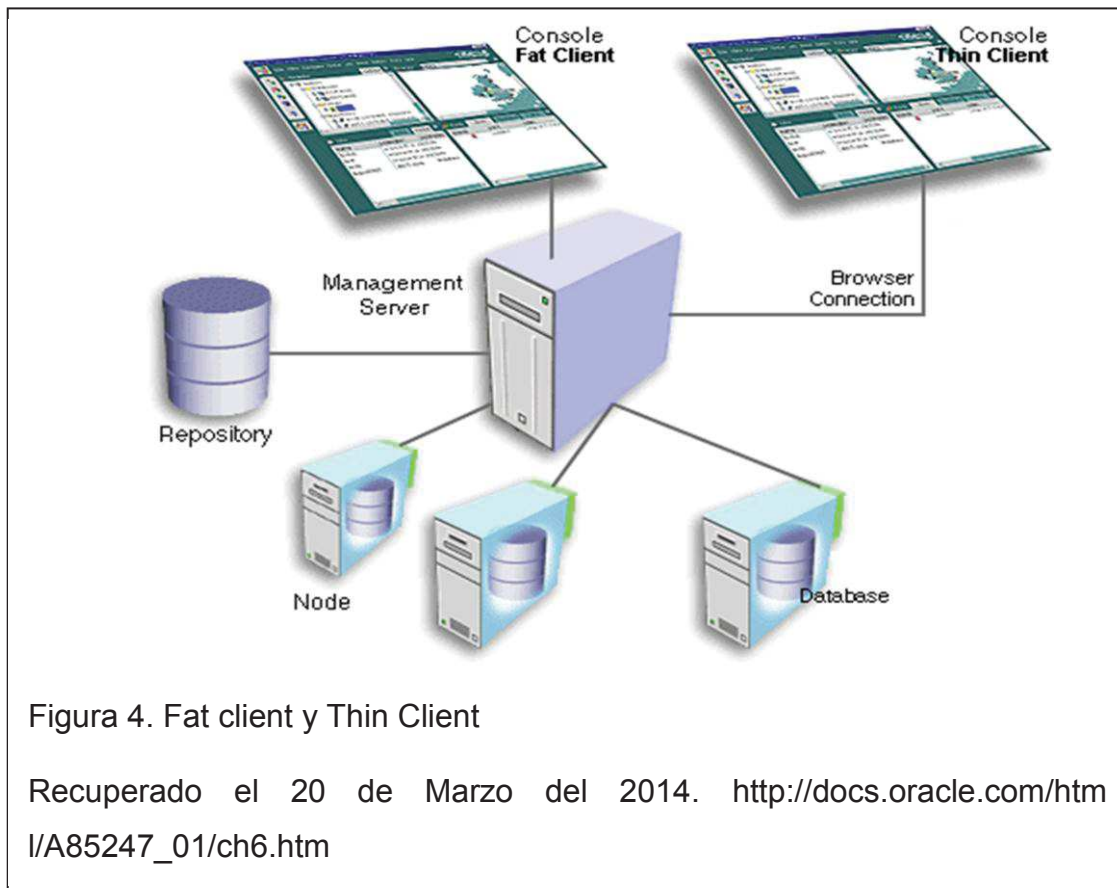 Console
Fat Client
Console
Thin Client
Management
Server
Browser
Connection
Repository
Node
Database
Figura 4. Fat client y Thin Client
Recuperado el 20 de Marzo del 2014. http://docs.oracle.com/htm
l/A85247_01/ch6.htm